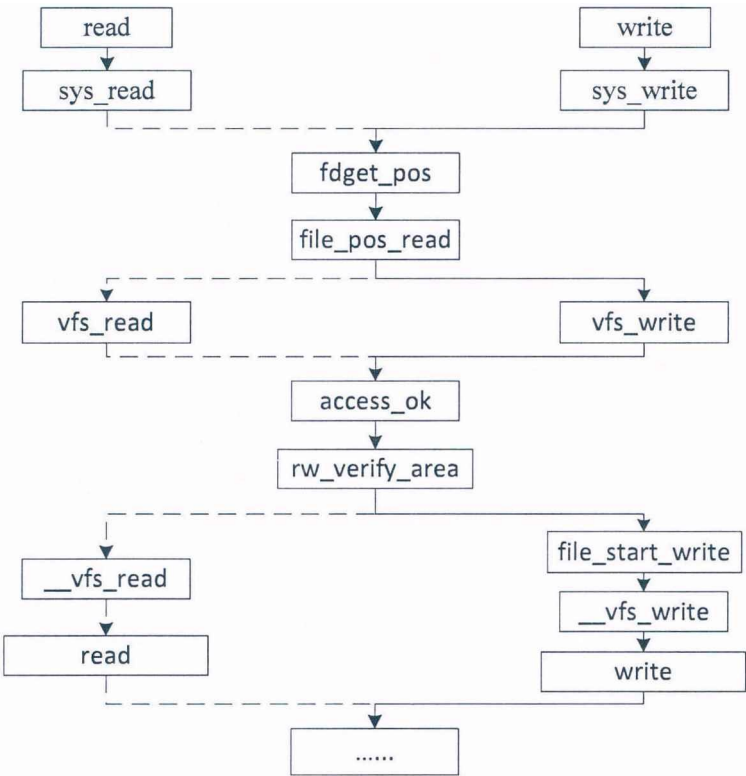 read
write
sys_read
sys_write
fdget_pos
file_pos_read
vfs_read
vfs_write
access_ok
rw_verify_area
file_start_write
__vfs_read
__vfs_write
read
write
......